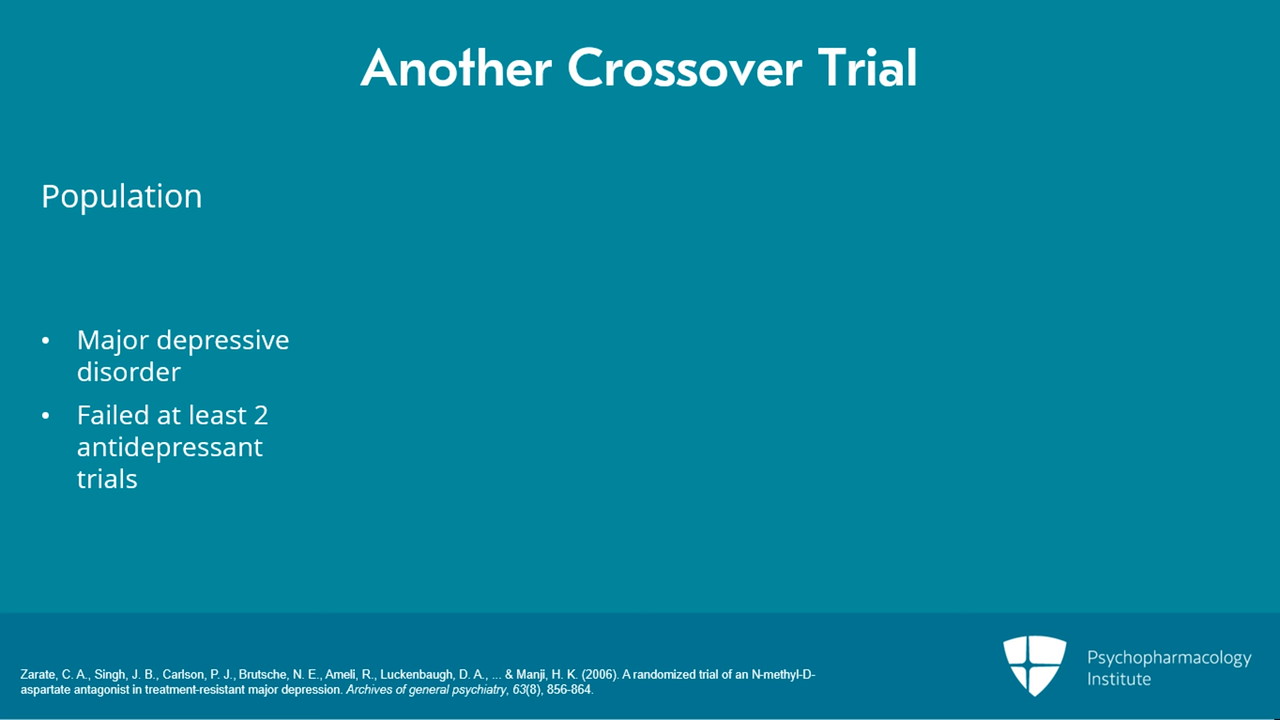 Another Crossover Trial
Population
• Major depressive
disorder
• Failed at least 2
antidepressant
trials
Zarate, C. A., Singh, J. B., Carlson, P. J., Brutsche, N. E., Ameli, R., Luckenbaugh, D. A., ... & Manji, H. K. (2006). A randomized trial of an N-methyl-D-
aspartate antagonist in treatment-resistant major depression. Archives of general psychiatry, 63(8), 856-864.
Psychopharmacology
Institute